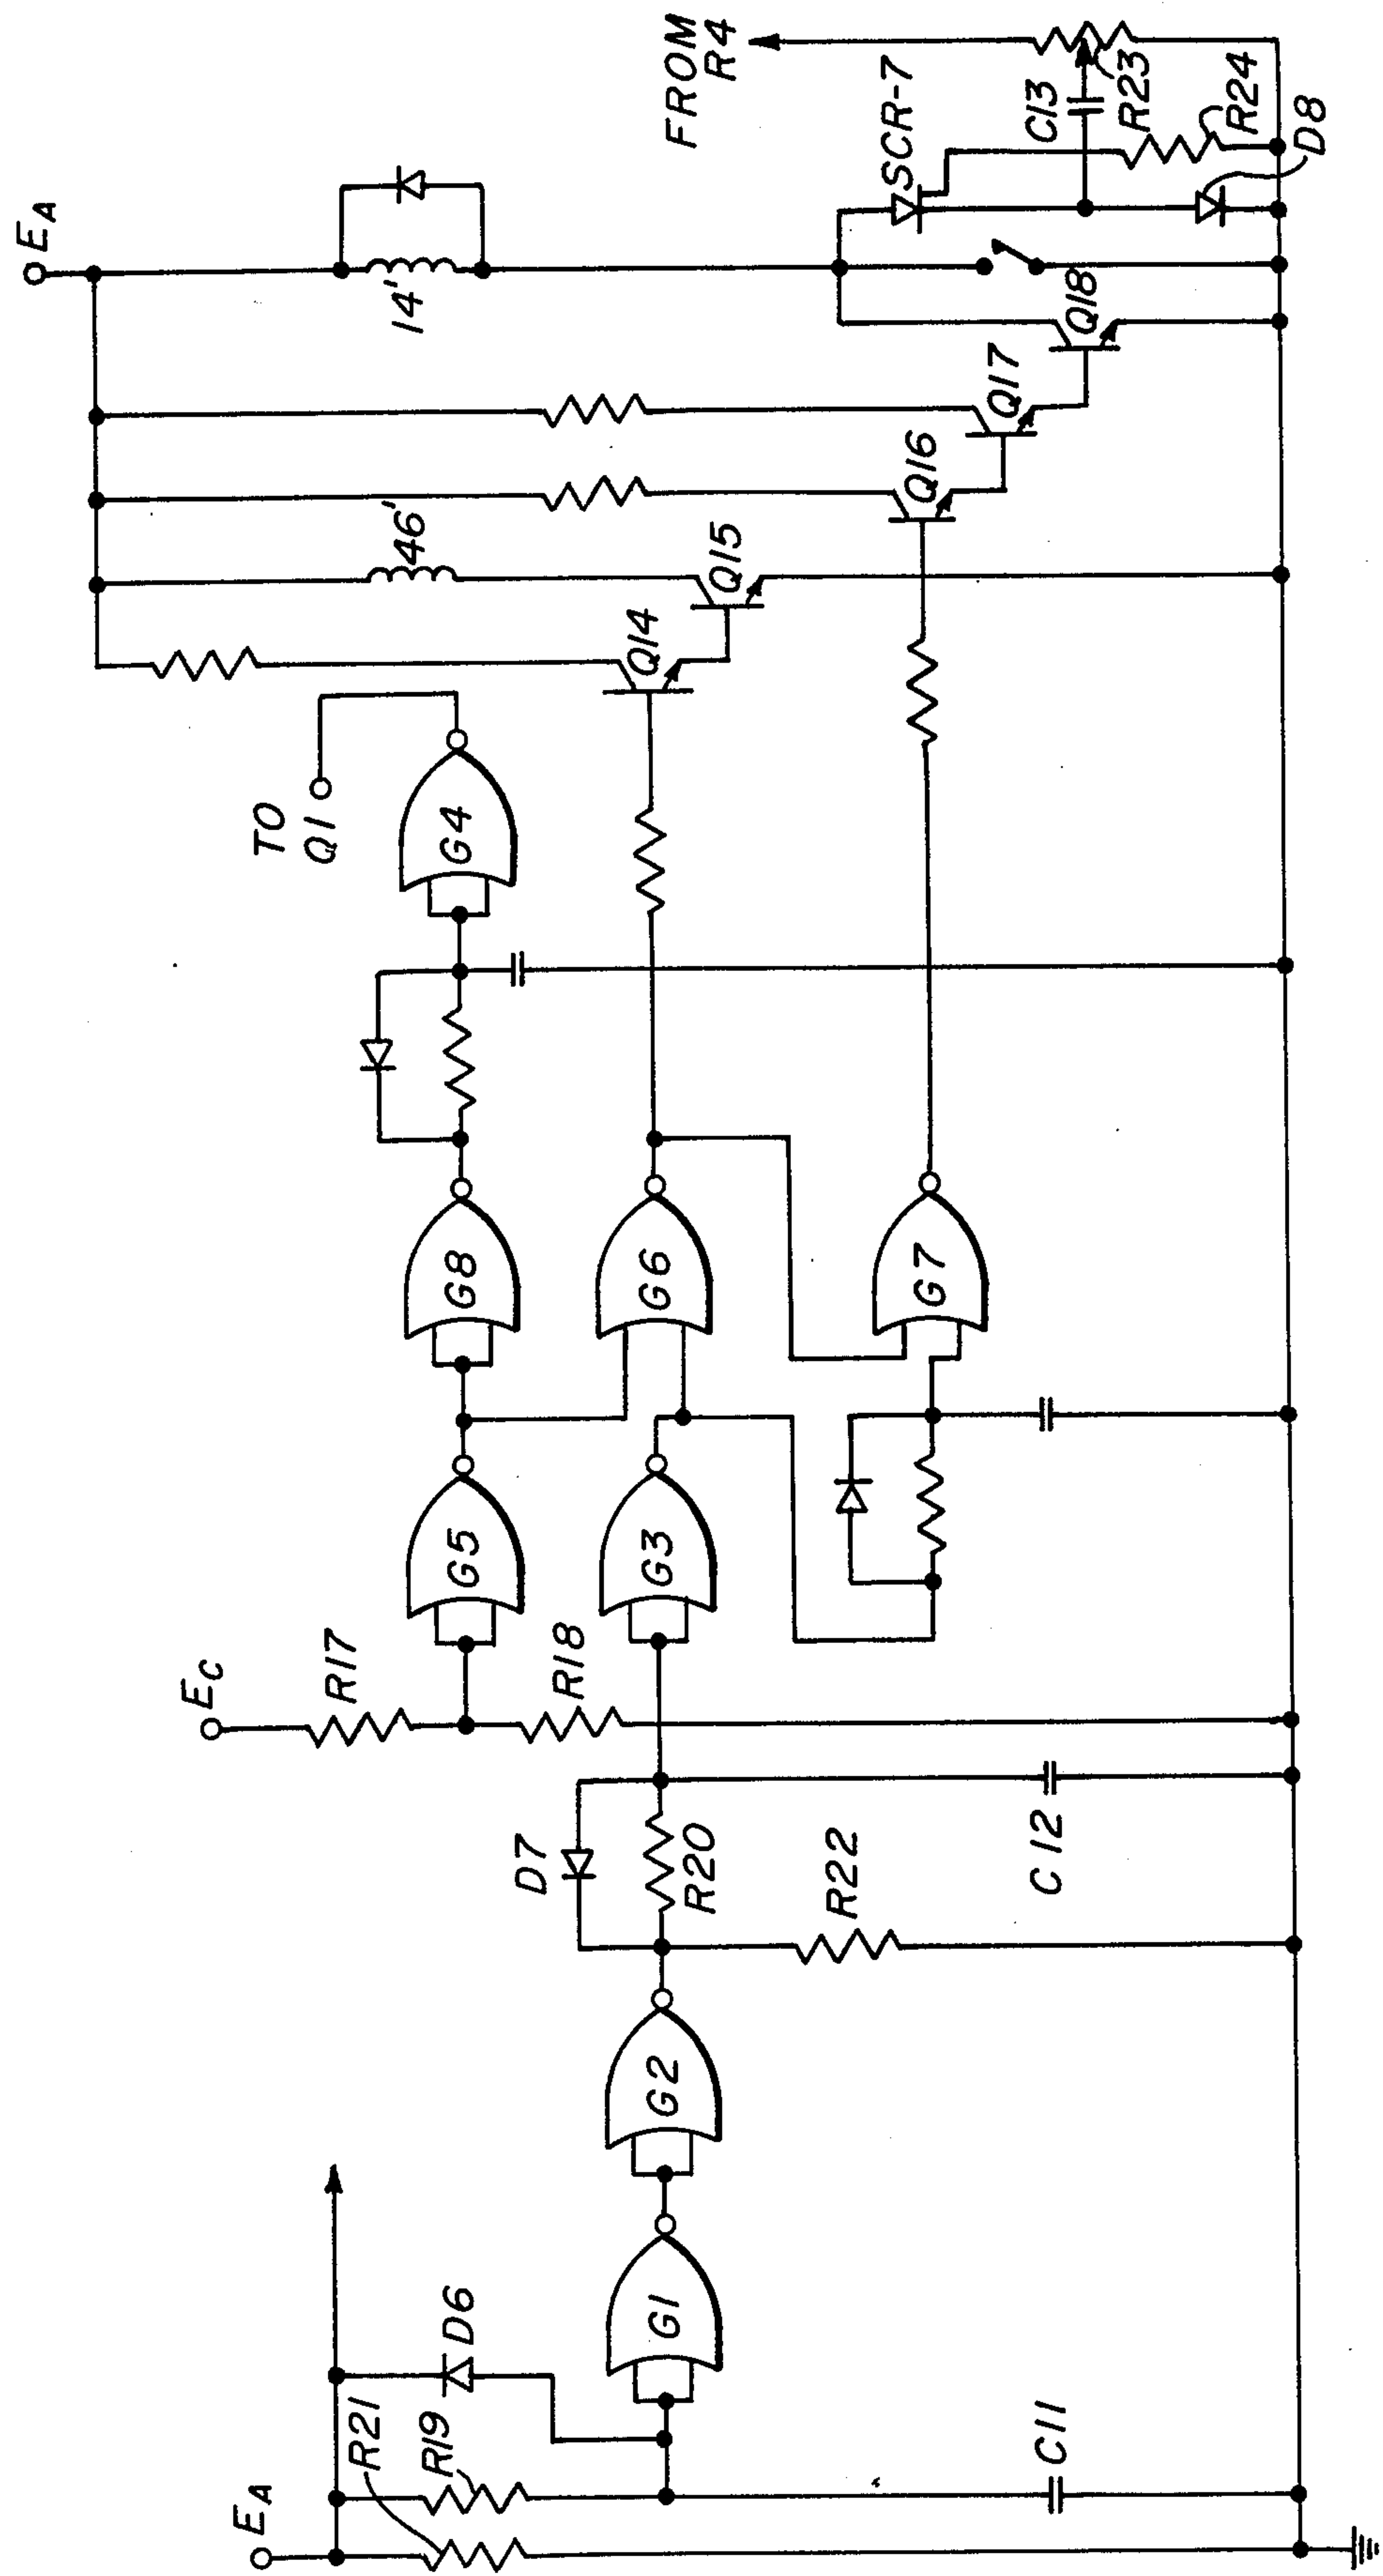 E_A
R21
R19
D6
G1
C11
G2
D7
R20
R22
C12
E_C
R17
R18
G5
G3
G8
G6
G7
G4
TO
Q1
Q14
Q15
46'
Q16
Q17
Q18
14'
E_A
SCR-7
C13
R23
R24
D8
FROM
R4